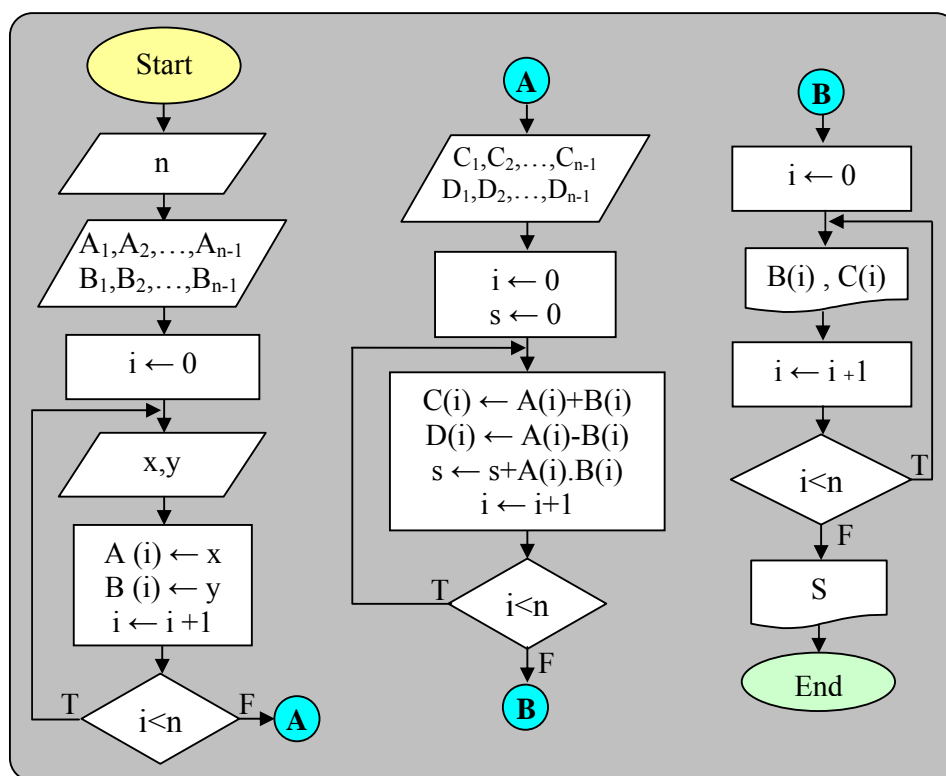 Start
n
A₁,A₂,…,Aₙ₋₁
B₁,B₂,…,Bₙ₋₁
i ← 0
x,y
A (i) ← x
B (i) ← y
i ← i +1
i<n
T
F
A
A
C₁,C₂,…,Cₙ₋₁
D₁,D₂,…,Dₙ₋₁
i ← 0
s ← 0
C(i) ← A(i)+B(i)
D(i) ← A(i)-B(i)
s ← s+A(i).B(i)
i ← i+1
i<n
T
F
B
B
i ← 0
B(i) , C(i)
i ← i +1
i<n
T
F
S
End